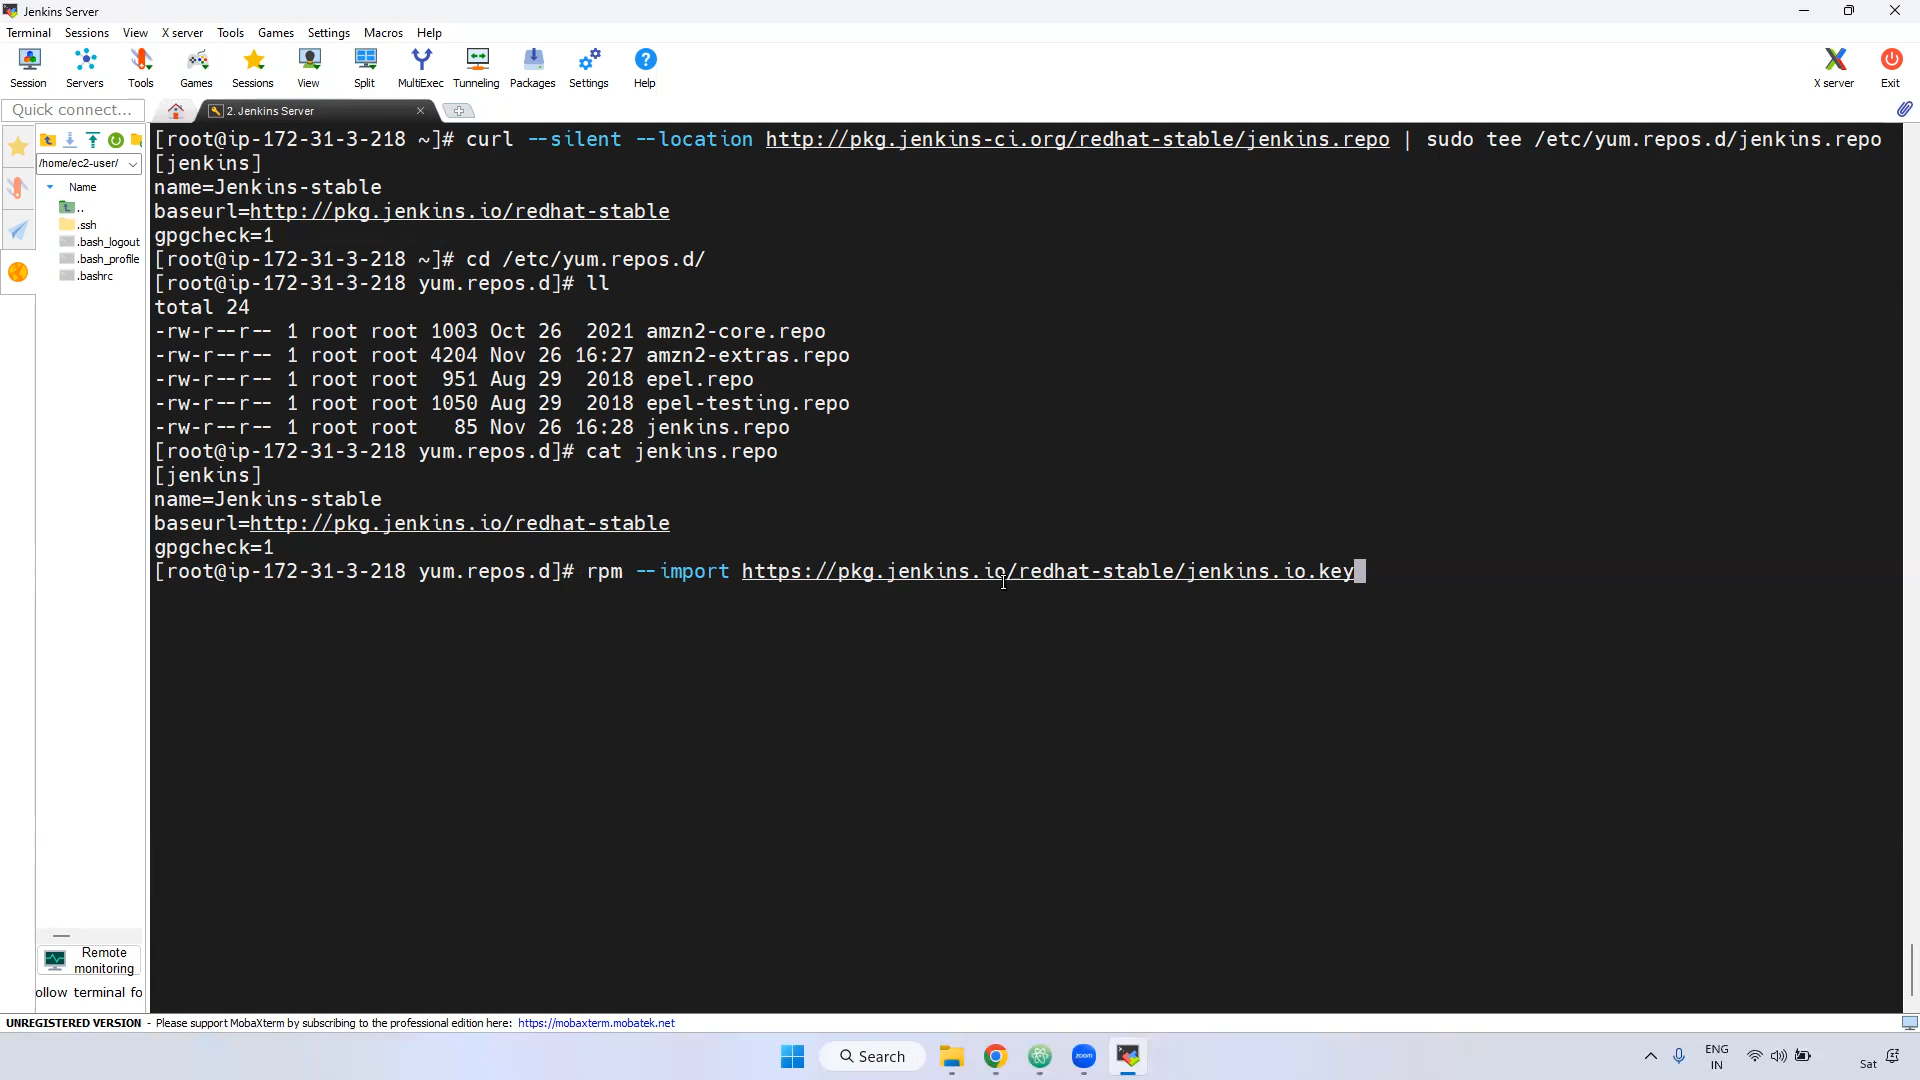 Jenkins Server
Terminal Sessions View X server Tools Games Settings Macros Help
Session Servers Tools Games Sessions View Split MultiExec Tunneling Packages Settings Help X server Exit
Quick connect...
2. Jenkins Server
/home/ec2-user/
Name
..
.ssh
.bash_logout
.bash_profile
.bashrc
[root@ip-172-31-3-218 ~]# curl --silent --location http://pkg.jenkins-ci.org/redhat-stable/jenkins.repo | sudo tee /etc/yum.repos.d/jenkins.repo
[jenkins]
name=Jenkins-stable
baseurl=http://pkg.jenkins.io/redhat-stable
gpgcheck=1
[root@ip-172-31-3-218 ~]# cd /etc/yum.repos.d/
[root@ip-172-31-3-218 yum.repos.d]# ll
total 24
-rw-r--r-- 1 root root 1003 Oct 26  2021 amzn2-core.repo
-rw-r--r-- 1 root root 4204 Nov 26 16:27 amzn2-extras.repo
-rw-r--r-- 1 root root  951 Aug 29  2018 epel.repo
-rw-r--r-- 1 root root 1050 Aug 29  2018 epel-testing.repo
-rw-r--r-- 1 root root   85 Nov 26 16:28 jenkins.repo
[root@ip-172-31-3-218 yum.repos.d]# cat jenkins.repo
[jenkins]
name=Jenkins-stable
baseurl=http://pkg.jenkins.io/redhat-stable
gpgcheck=1
[root@ip-172-31-3-218 yum.repos.d]# rpm --import https://pkg.jenkins.io/redhat-stable/jenkins.io.key
Remote
monitoring
ollow terminal fo
UNREGISTERED VERSION - Please support MobaXterm by subscribing to the professional edition here: https://mobaxterm.mobatek.net
Search
zoom
ENG
IN
Sat